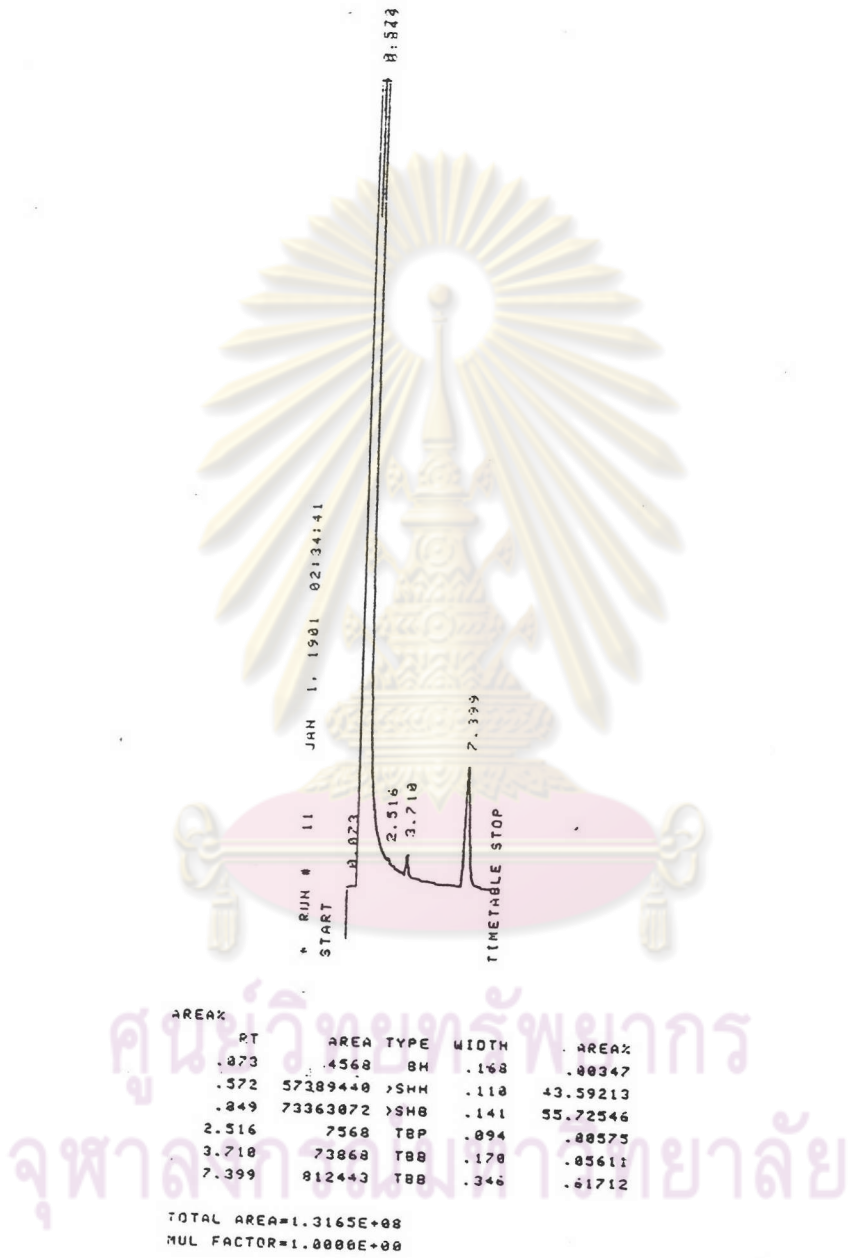 * RUN # 11 JAN 1, 1901 02:34:41
START
0.073
0.849
2.516
3.710
7.399
TIMETABLE STOP
AREA%
RT AREA TYPE WIDTH AREA%
.073 4568 BH .168 .00347
.572 57389440 >SHH .110 43.59213
.849 73363072 >SHB .141 55.72546
2.516 7568 TBP .094 .00575
3.710 73868 TBB .170 .05611
7.399 812443 TBB .346 .61712
TOTAL AREA=1.3165E+08
MUL FACTOR=1.0000E+00
ศูนย์วิทยทรัพยากร
จุฬาลงกรณ์มหาวิทยาลัย